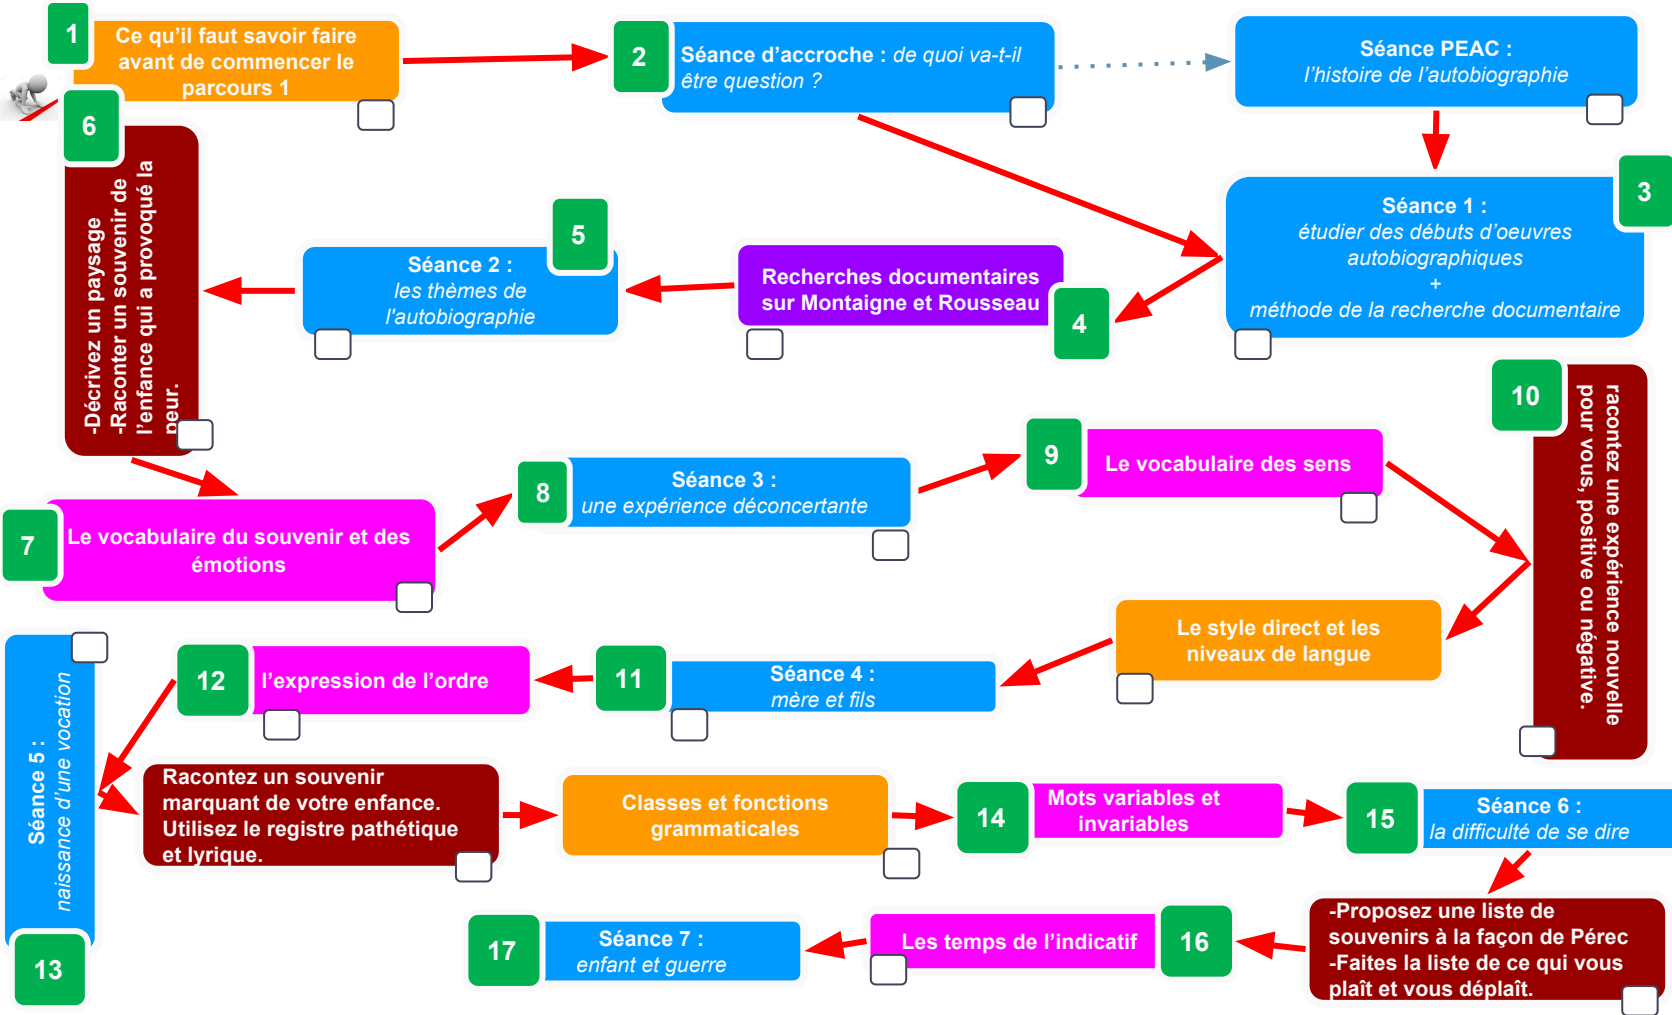 1
Ce qu'il faut savoir faire
avant de commencer le
parcours 1
2
Séance d'accroche : de quoi va-t-il
être question ?
Séance PEAC :
l'histoire de l'autobiographie
3
Séance 1 :
étudier des débuts d'oeuvres
autobiographiques
+
méthode de la recherche documentaire
4
Recherches documentaires
sur Montaigne et Rousseau
5
Séance 2 :
les thèmes de
l'autobiographie
6
-Décrivez un paysage
-Raconter un souvenir de
l'enfance qui a provoqué la
peur.
7
Le vocabulaire du souvenir et des
émotions
8
Séance 3 :
une expérience déconcertante
9
Le vocabulaire des sens
10
racontez une expérience nouvelle
pour vous, positive ou négative.
Le style direct et les
niveaux de langue
11
Séance 4 :
mère et fils
12
l'expression de l'ordre
13
Séance 5 :
naissance d'une vocation
Racontez un souvenir
marquant de votre enfance.
Utilisez le registre pathétique
et lyrique.
Classes et fonctions
grammaticales
14
Mots variables et
invariables
15
Séance 6 :
la difficulté de se dire
-Proposez une liste de
souvenirs à la façon de Pérec
-Faites la liste de ce qui vous
plaît et vous déplaît.
16
Les temps de l'indicatif
17
Séance 7 :
enfant et guerre